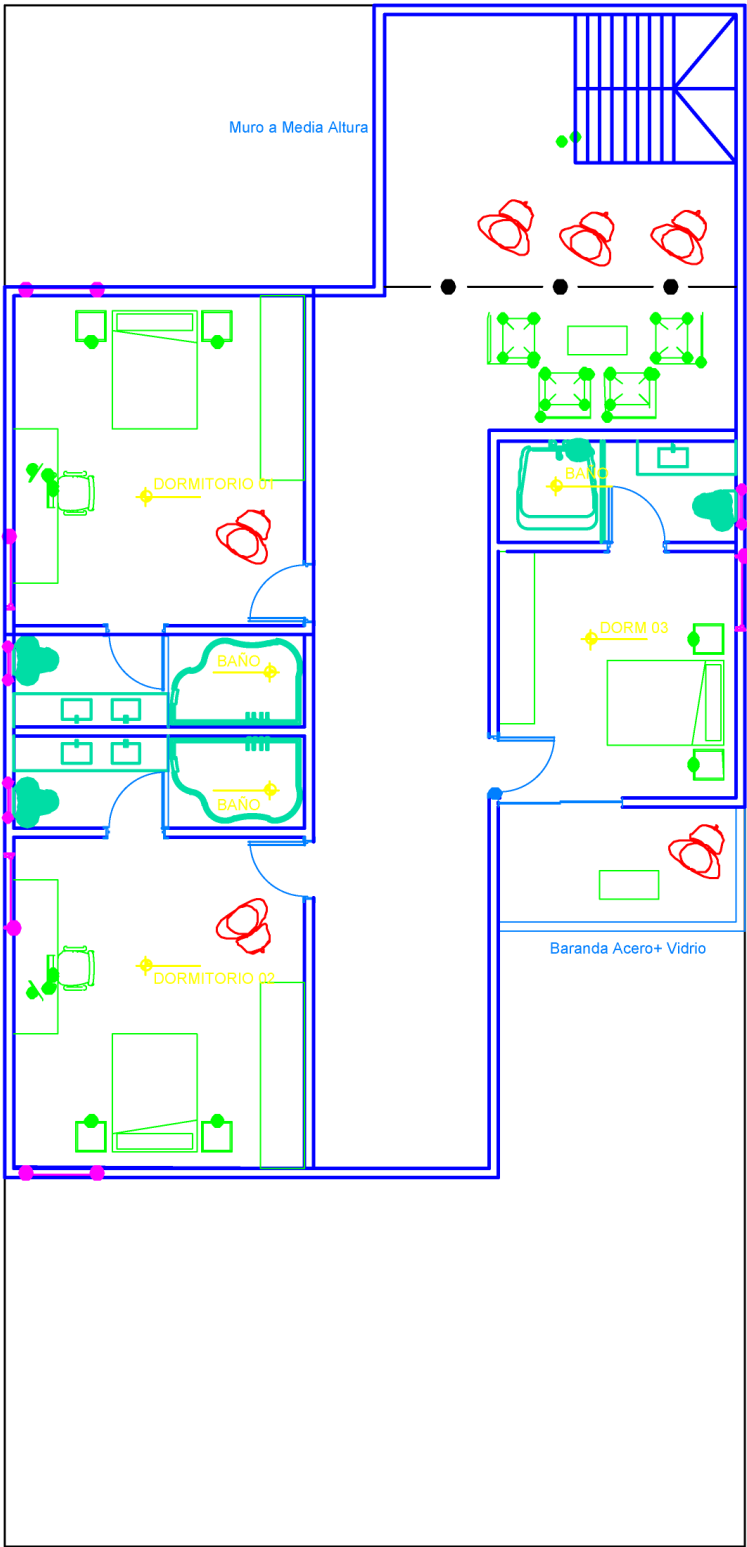 Muro a Media Altura
DORMITORIO 01
BAÑO
DORM 03
BAÑO
BAÑO
Baranda Acero+ Vidrio
DORMITORIO 02